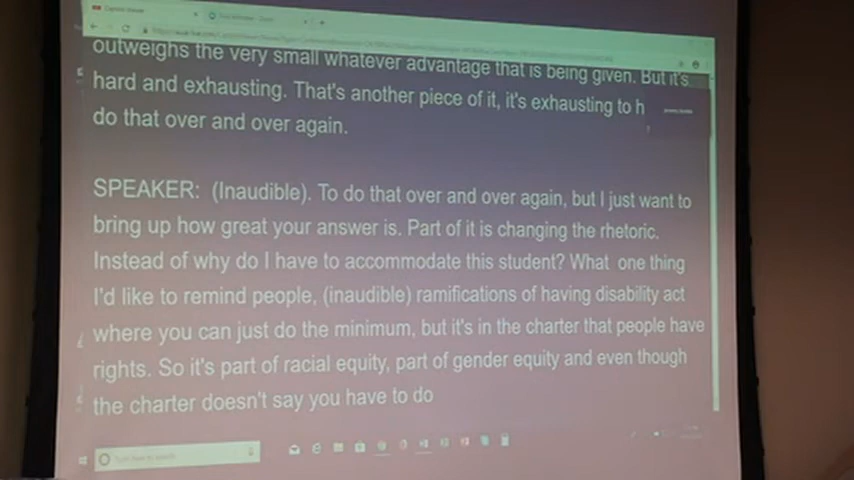 outweighs the very small whatever advantage that is being given. But it's
hard and exhausting. That's another piece of it, it's exhausting to h
do that over and over again.
SPEAKER: (Inaudible). To do that over and over again, but I just want to
bring up how great your answer is. Part of it is changing the rhetoric.
Instead of why do I have to accommodate this student? What one thing
I'd like to remind people, (inaudible) ramifications of having disability act
where you can just do the minimum, but it's in the charter that people have
rights. So it's part of racial equity, part of gender equity and even though
the charter doesn't say you have to do